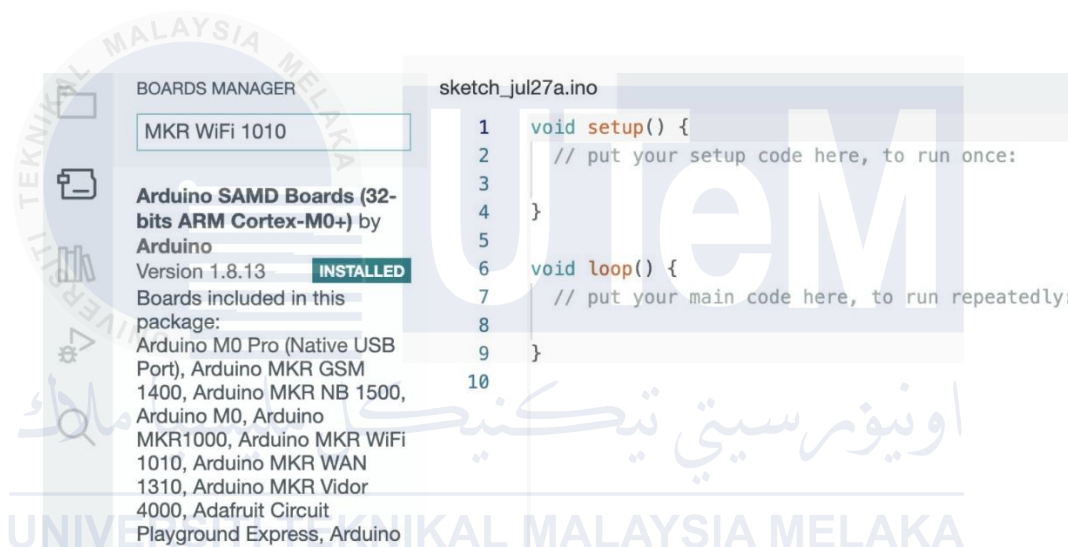 BOARDS MANAGER
MKR WiFi 1010
Arduino SAMD Boards (32-
bits ARM Cortex-M0+) by
Arduino
Version 1.8.13 INSTALLED
Boards included in this
package:
Arduino M0 Pro (Native USB
Port), Arduino MKR GSM
1400, Arduino MKR NB 1500,
Arduino M0, Arduino
MKR1000, Arduino MKR WiFi
1010, Arduino MKR WAN
1310, Arduino MKR Vidor
4000, Adafruit Circuit
Playground Express, Arduino
sketch_jul27a.ino
1 void setup() {
2 // put your setup code here, to run once:
3
4 }
5
6 void loop() {
7 // put your main code here, to run repeatedly:
8
9 }
10
UNIVERSITI TEKNIKAL MALAYSIA MELAKA
UTeM
اونيۏرسيتي تيكنيكل مليسيا ملاك
UNIVERSITI TEKNIKAL MALAYSIA MELAKA